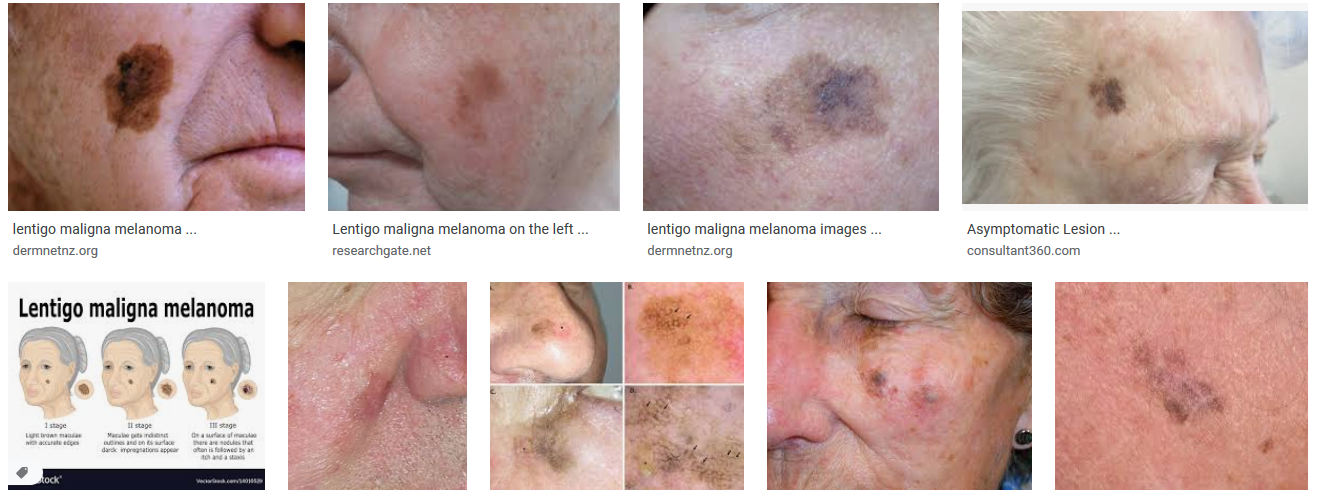 lentigo maligna melanoma ...
dermnetnz.org
Lentigo maligna melanoma on the left ...
researchgate.net
lentigo maligna melanoma images ...
dermnetnz.org
Asymptomatic Lesion ...
consultant360.com
Lentigo maligna melanoma
I stage
Light brown maculae
with accurate edges
II stage
Maculae gets indistinct
outlines and on its surface
darck impregnations appear
III stage
On a surface of maculae
there are nodules that
often is followed by an
itch and a staxis
tock
B.
C.
D.